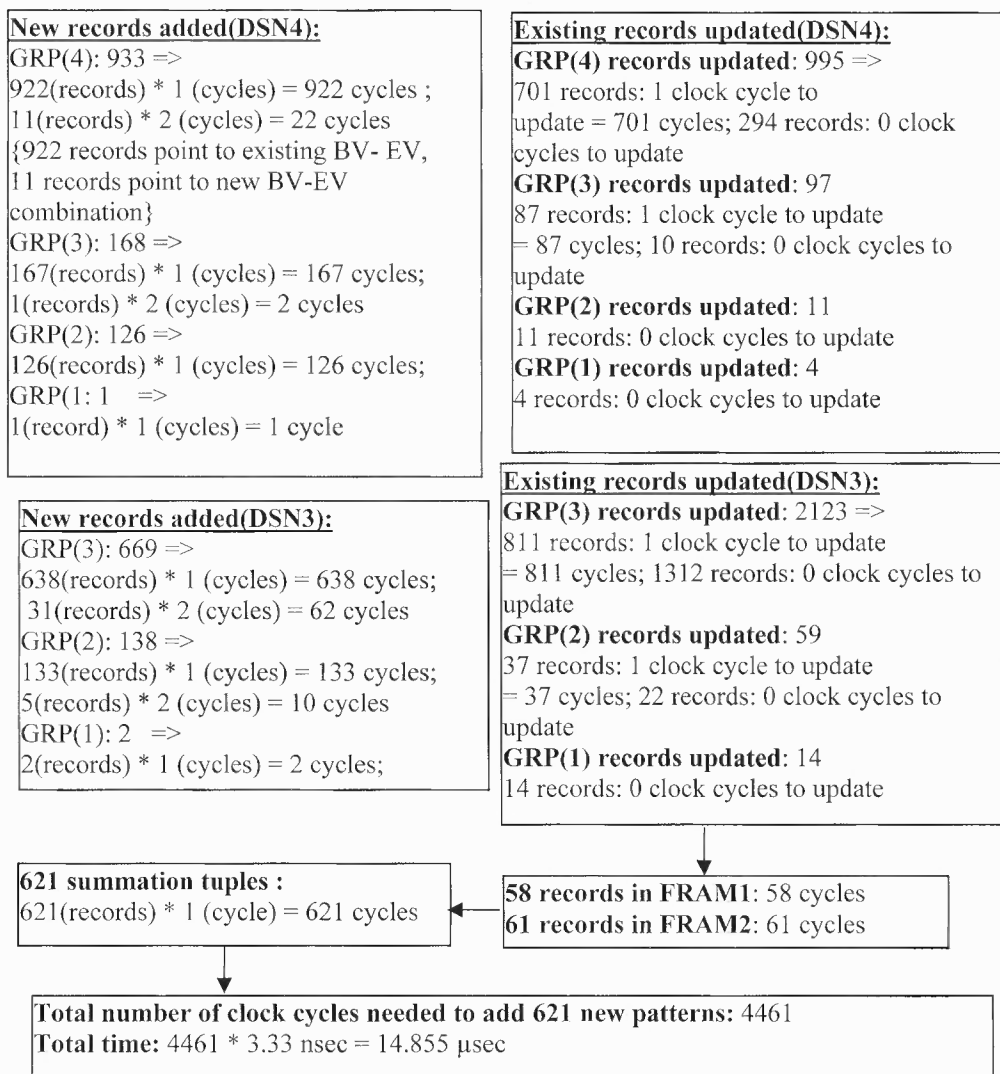 New records added(DSN4):
GRP(4): 933 =>
922(records) * 1 (cycles) = 922 cycles ;
11(records) * 2 (cycles) = 22 cycles
{922 records point to existing BV- EV,
11 records point to new BV-EV
combination}
GRP(3): 168 =>
167(records) * 1 (cycles) = 167 cycles;
1(records) * 2 (cycles) = 2 cycles
GRP(2): 126 =>
126(records) * 1 (cycles) = 126 cycles;
GRP(1: 1 =>
1(record) * 1 (cycles) = 1 cycle
Existing records updated(DSN4):
GRP(4) records updated: 995 =>
701 records: 1 clock cycle to
update = 701 cycles; 294 records: 0 clock
cycles to update
GRP(3) records updated: 97
87 records: 1 clock cycle to update
= 87 cycles; 10 records: 0 clock cycles to
update
GRP(2) records updated: 11
11 records: 0 clock cycles to update
GRP(1) records updated: 4
4 records: 0 clock cycles to update
New records added(DSN3):
GRP(3): 669 =>
638(records) * 1 (cycles) = 638 cycles;
31(records) * 2 (cycles) = 62 cycles
GRP(2): 138 =>
133(records) * 1 (cycles) = 133 cycles;
5(records) * 2 (cycles) = 10 cycles
GRP(1): 2 =>
2(records) * 1 (cycles) = 2 cycles;
Existing records updated(DSN3):
GRP(3) records updated: 2123 =>
811 records: 1 clock cycle to update
= 811 cycles; 1312 records: 0 clock cycles to
update
GRP(2) records updated: 59
37 records: 1 clock cycle to update
= 37 cycles; 22 records: 0 clock cycles to
update
GRP(1) records updated: 14
14 records: 0 clock cycles to update
58 records in FRAM1: 58 cycles
61 records in FRAM2: 61 cycles
621 summation tuples :
621(records) * 1 (cycle) = 621 cycles
Total number of clock cycles needed to add 621 new patterns: 4461
Total time: 4461 * 3.33 nsec = 14.855 μsec